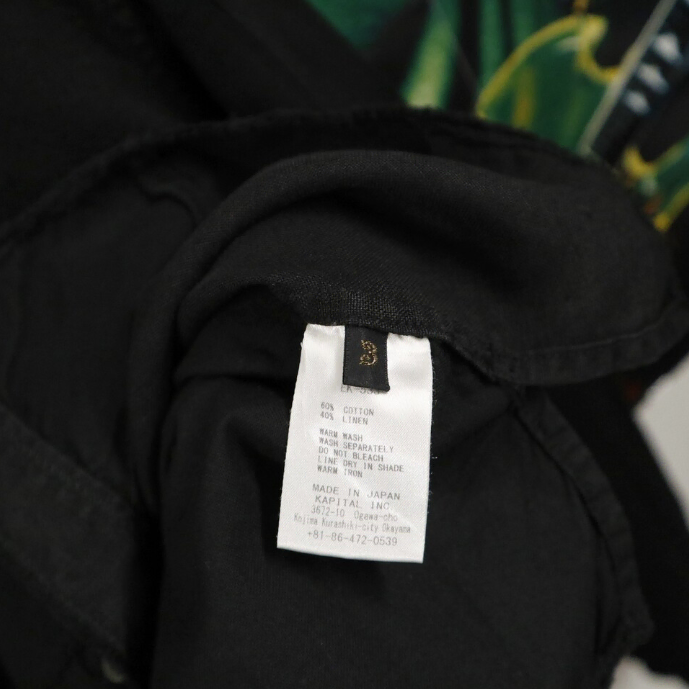 60% COTTON
40% LINEN
WARM WASH
WASH SEPARATELY
DO NOT BLEACH
LINE DRY IN SHADE
WARM IRON
MADE IN JAPAN
KAPITAL INC
3672-10 Ogawa-cho
Kojima Kurashiki-city Okayama
+81-86-472-0539